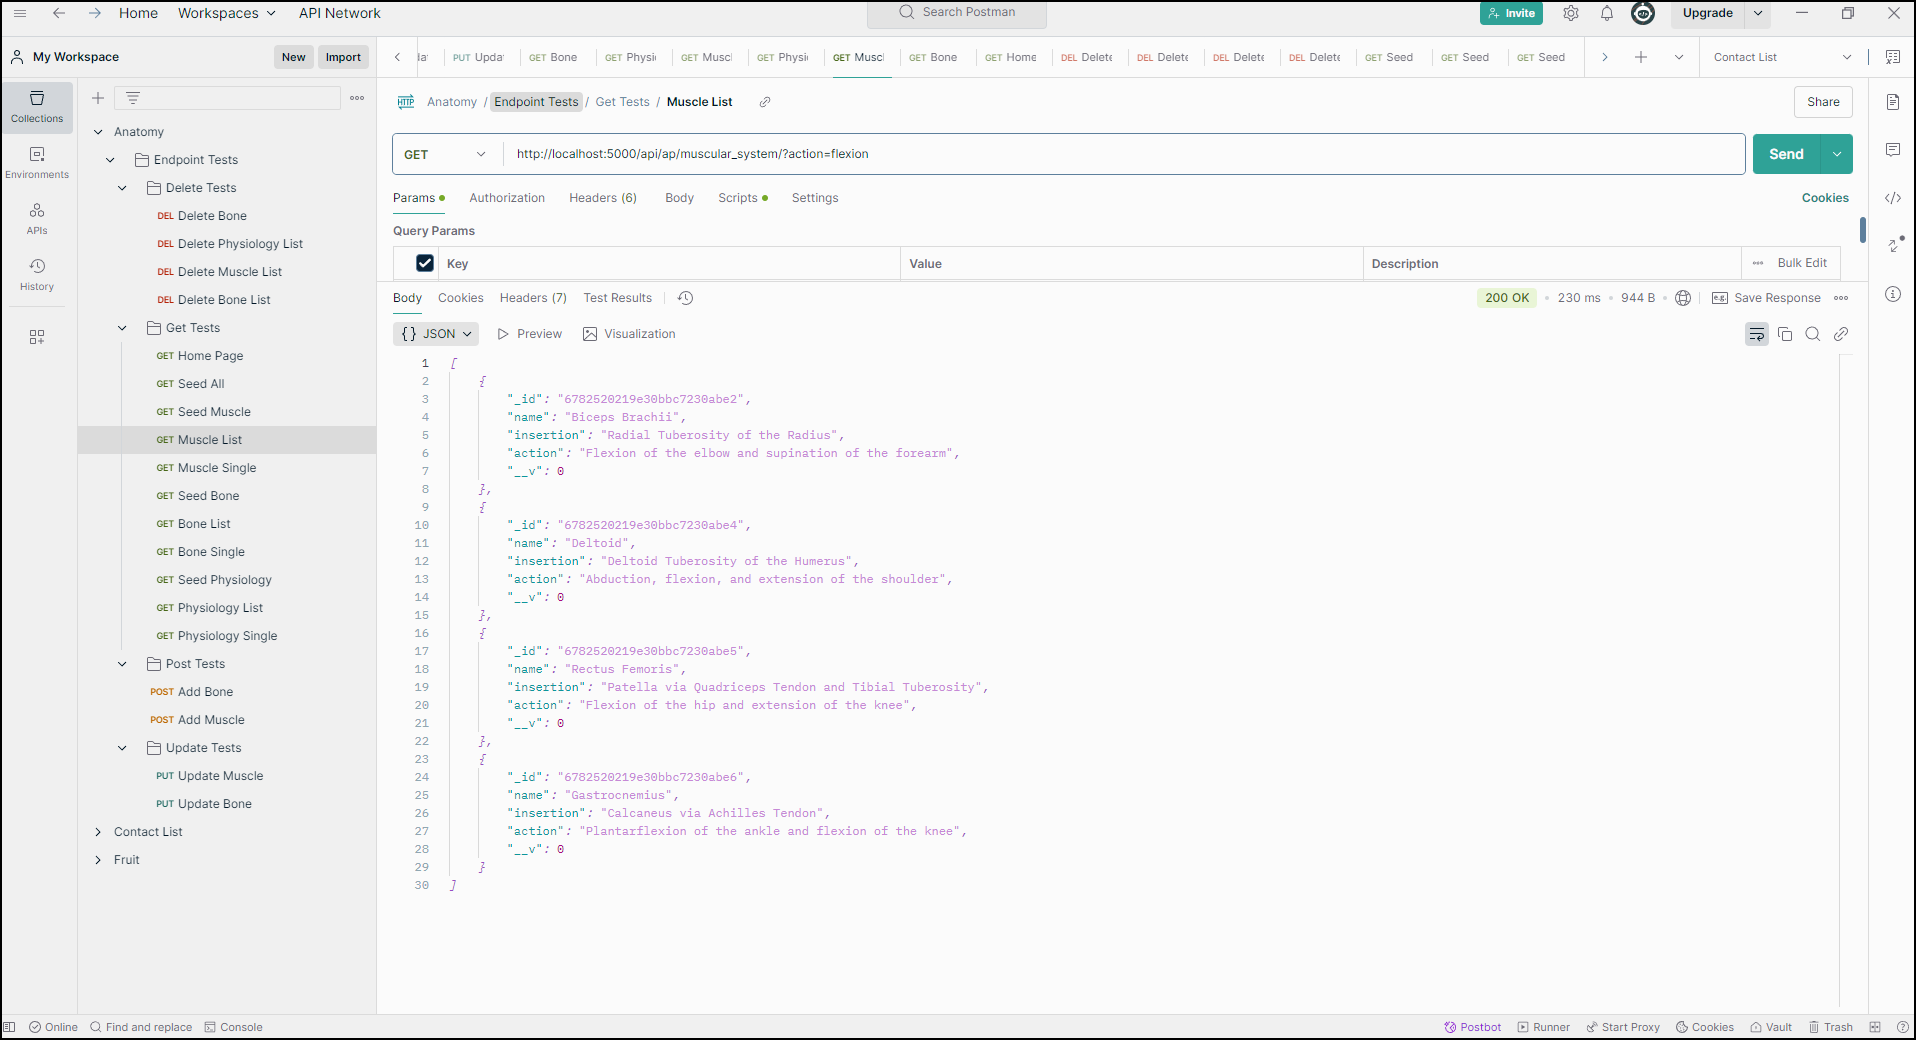 Home Workspaces API Network Search Postman Invite Upgrade
My Workspace New Import PUT Upda GET Bone GET Physi GET Musc GET Physi GET Musc GET Bone GET Home DEL Delete DEL Delete DEL Delete DEL Delete GET Seed GET Seed GET Seed Contact List
Collections
Environments
APIs
History
Anatomy
Endpoint Tests
Delete Tests
DEL Delete Bone
DEL Delete Physiology List
DEL Delete Muscle List
DEL Delete Bone List
Get Tests
GET Home Page
GET Seed All
GET Seed Muscle
GET Muscle List
GET Muscle Single
GET Seed Bone
GET Bone List
GET Bone Single
GET Seed Physiology
GET Physiology List
GET Physiology Single
Post Tests
POST Add Bone
POST Add Muscle
Update Tests
PUT Update Muscle
PUT Update Bone
Contact List
Fruit
HTTP Anatomy / Endpoint Tests / Get Tests / Muscle List Share
GET http://localhost:5000/api/ap/muscular_system/?action=flexion Send
Params Authorization Headers (6) Body Scripts Settings Cookies
Query Params
Key Value Description Bulk Edit
Body Cookies Headers (7) Test Results 200 OK 230 ms 944 B e.g. Save Response
{} JSON Preview Visualization
1 [
2 {
3 "_id": "6782520219e30bbc7230abe2",
4 "name": "Biceps Brachii",
5 "insertion": "Radial Tuberosity of the Radius",
6 "action": "Flexion of the elbow and supination of the forearm",
7 "__v": 0
8 },
9 {
10 "_id": "6782520219e30bbc7230abe4",
11 "name": "Deltoid",
12 "insertion": "Deltoid Tuberosity of the Humerus",
13 "action": "Abduction, flexion, and extension of the shoulder",
14 "__v": 0
15 },
16 {
17 "_id": "6782520219e30bbc7230abe5",
18 "name": "Rectus Femoris",
19 "insertion": "Patella via Quadriceps Tendon and Tibial Tuberosity",
20 "action": "Flexion of the hip and extension of the knee",
21 "__v": 0
22 },
23 {
24 "_id": "6782520219e30bbc7230abe6",
25 "name": "Gastrocnemius",
26 "insertion": "Calcaneus via Achilles Tendon",
27 "action": "Plantarflexion of the ankle and flexion of the knee",
28 "__v": 0
29 }
30 ]
Online Find and replace Console Postbot Runner Start Proxy Cookies Vault Trash